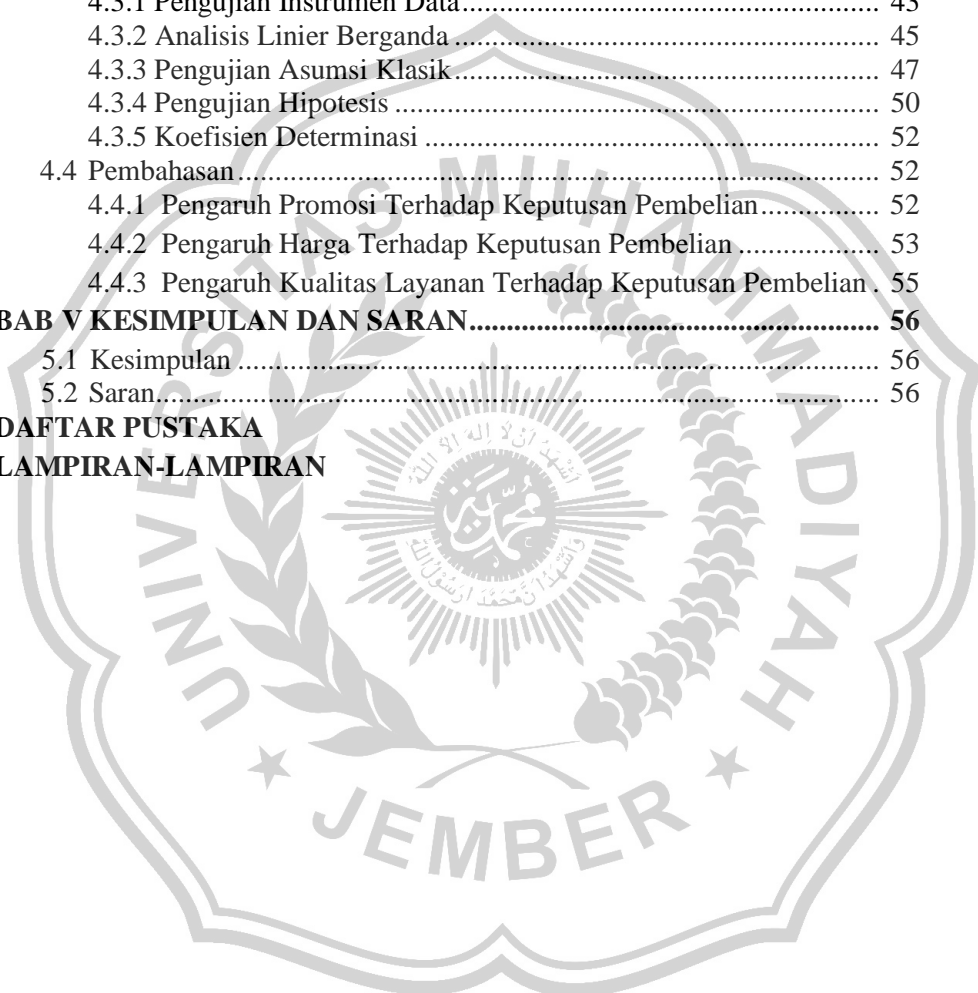 4.3.1 Pengujian Instrumen Data.................................................................. 43
4.3.2 Analisis Linier Berganda ................................................................... 45
4.3.3 Pengujian Asumsi Klasik................................................................... 47
4.3.4 Pengujian Hipotesis ............................................................................ 50
4.3.5 Koefisien Determinasi ....................................................................... 52
4.4 Pembahasan ................................................................................................ 52
4.4.1 Pengaruh Promosi Terhadap Keputusan Pembelian................ 52
4.4.2 Pengaruh Harga Terhadap Keputusan Pembelian ................... 53
4.4.3 Pengaruh Kualitas Layanan Terhadap Keputusan Pembelian . 55
BAB V KESIMPULAN DAN SARAN............................................................... 56
5.1 Kesimpulan ................................................................................................ 56
5.2 Saran............................................................................................................. 56
DAFTAR PUSTAKA
LAMPIRAN-LAMPIRAN
UNIVERSITAS MUHAMMADIYAH
JEMBER